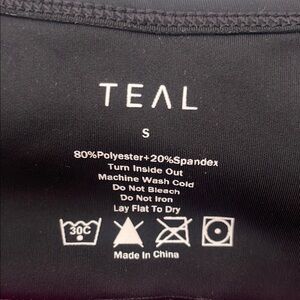 TEAL
S
80%Polyester+20%Spandex
Turn Inside Out
Machine Wash Cold
Do Not Bleach
Do Not Iron
Lay Flat To Dry
30C
Made In China